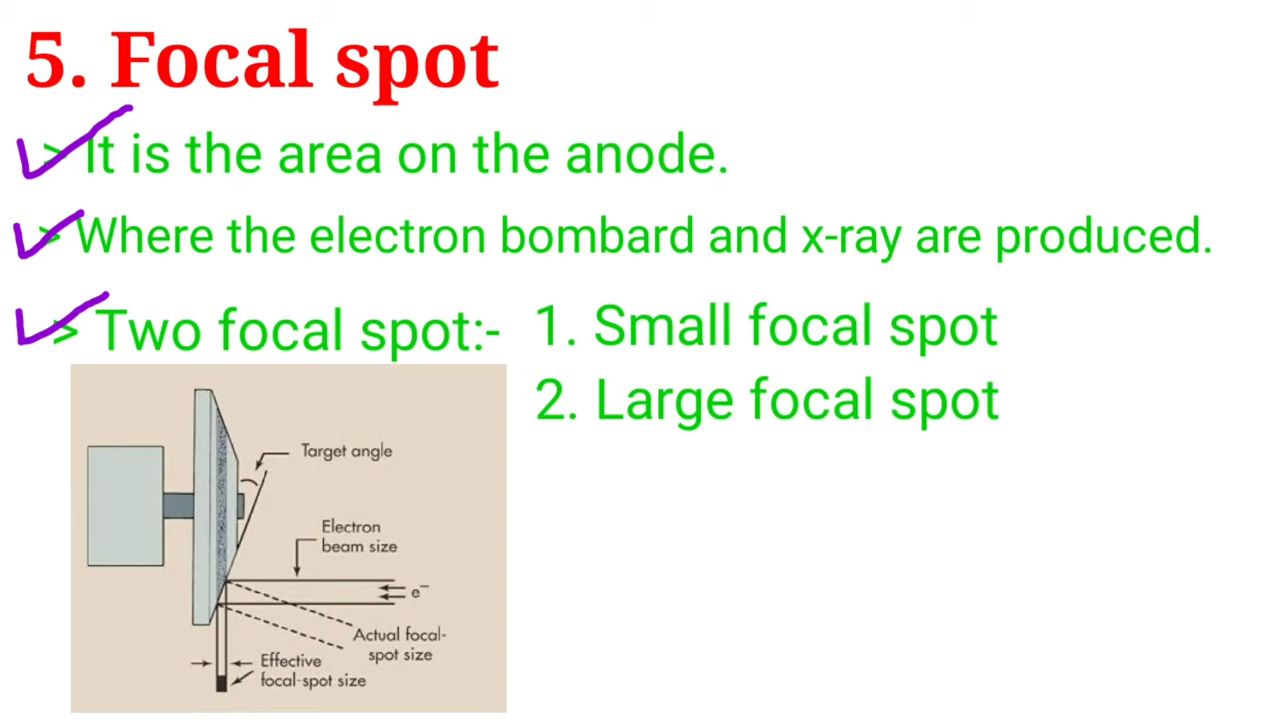 5. Focal spot
> It is the area on the anode.
> Where the electron bombard and x-ray are produced.
> Two focal spot:- 1. Small focal spot
2. Large focal spot
Target angle
Electron
beam size
e⁻
Actual focal-
spot size
Effective
focal-spot size